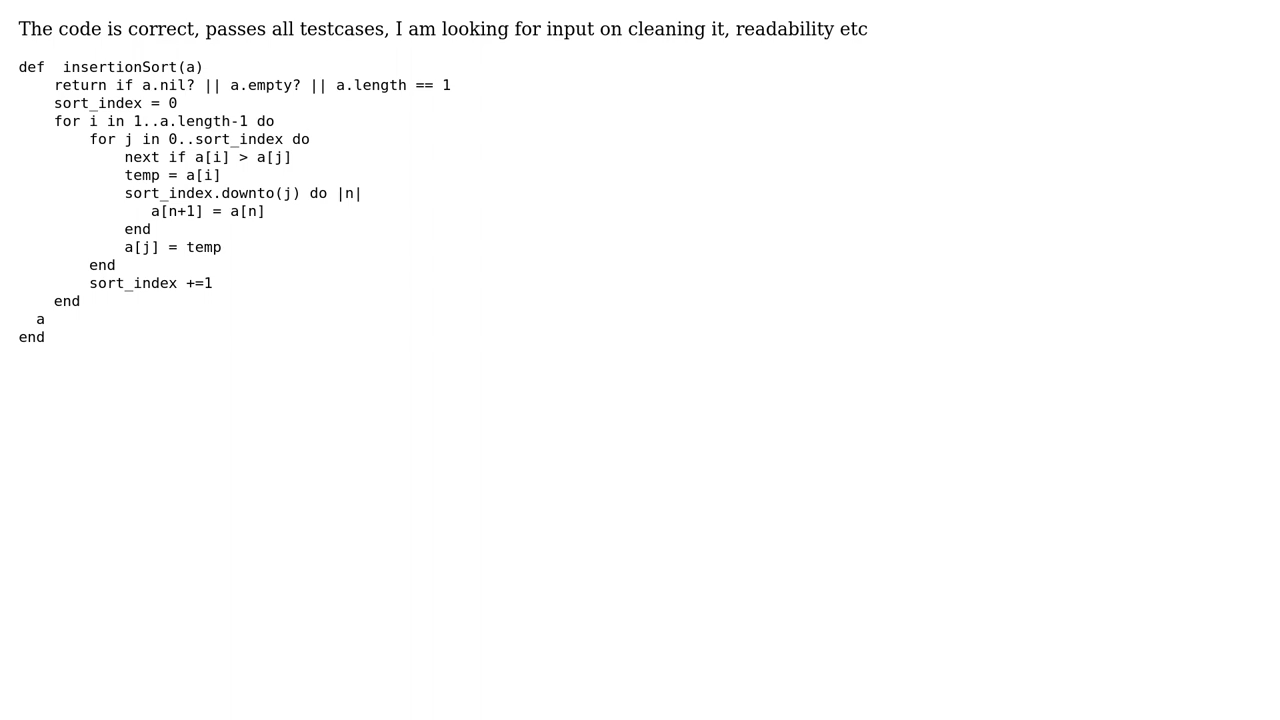 The code is correct, passes all testcases, I am looking for input on cleaning it, readability etc
def  insertionSort(a)
    return if a.nil? || a.empty? || a.length == 1
    sort_index = 0
    for i in 1..a.length-1 do
        for j in 0..sort_index do
            next if a[i] > a[j]
            temp = a[i]
            sort_index.downto(j) do |n|
               a[n+1] = a[n]
            end
            a[j] = temp
        end
        sort_index +=1
    end
  a
end